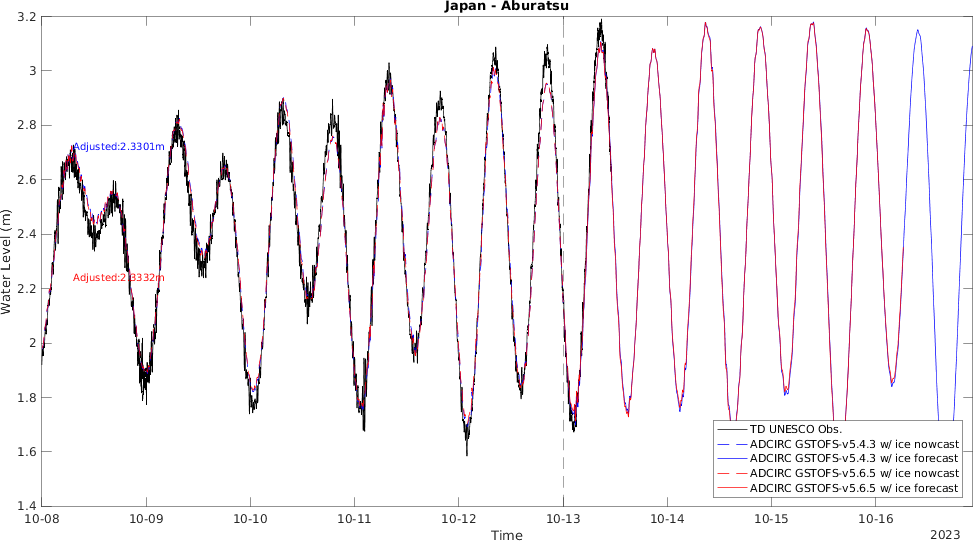 Japan - Aburatsu
3.2
3
2.8
2.6
2.4
2.2
2
1.8
1.6
1.4
Water Level (m)
Adjusted:2.3301m
Adjusted:2.3332m
TD UNESCO Obs.
ADCIRC GSTOFS-v5.4.3 w/ ice nowcast
ADCIRC GSTOFS-v5.4.3 w/ ice forecast
ADCIRC GSTOFS-v5.6.5 w/ ice nowcast
ADCIRC GSTOFS-v5.6.5 w/ ice forecast
10-08 10-09 10-10 10-11 10-12 10-13 10-14 10-15 10-16
Time
2023